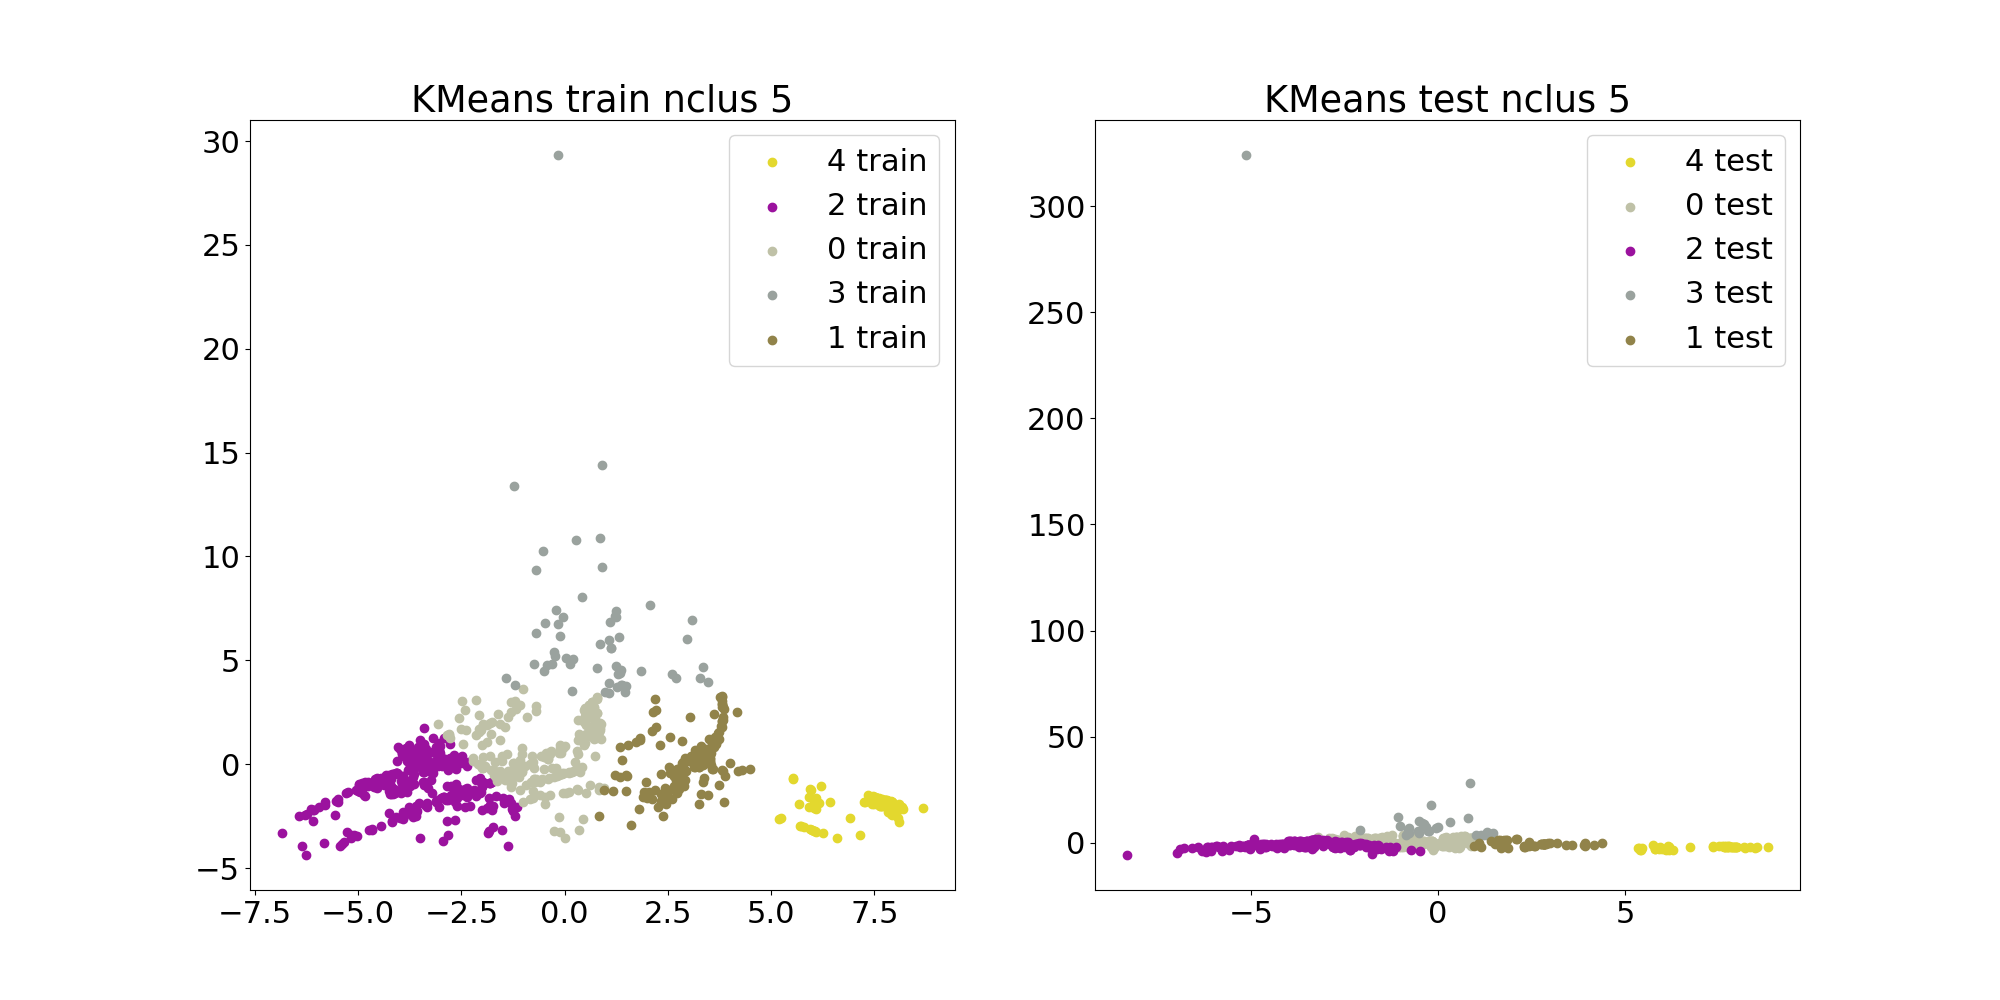 KMeans train nclus 5
30
25
20
15
10
5
0
−5
−7.5
−5.0
−2.5
0.0
2.5
5.0
7.5
4 train
2 train
0 train
3 train
1 train
KMeans test nclus 5
300
250
200
150
100
50
0
−5
0
5
4 test
0 test
2 test
3 test
1 test